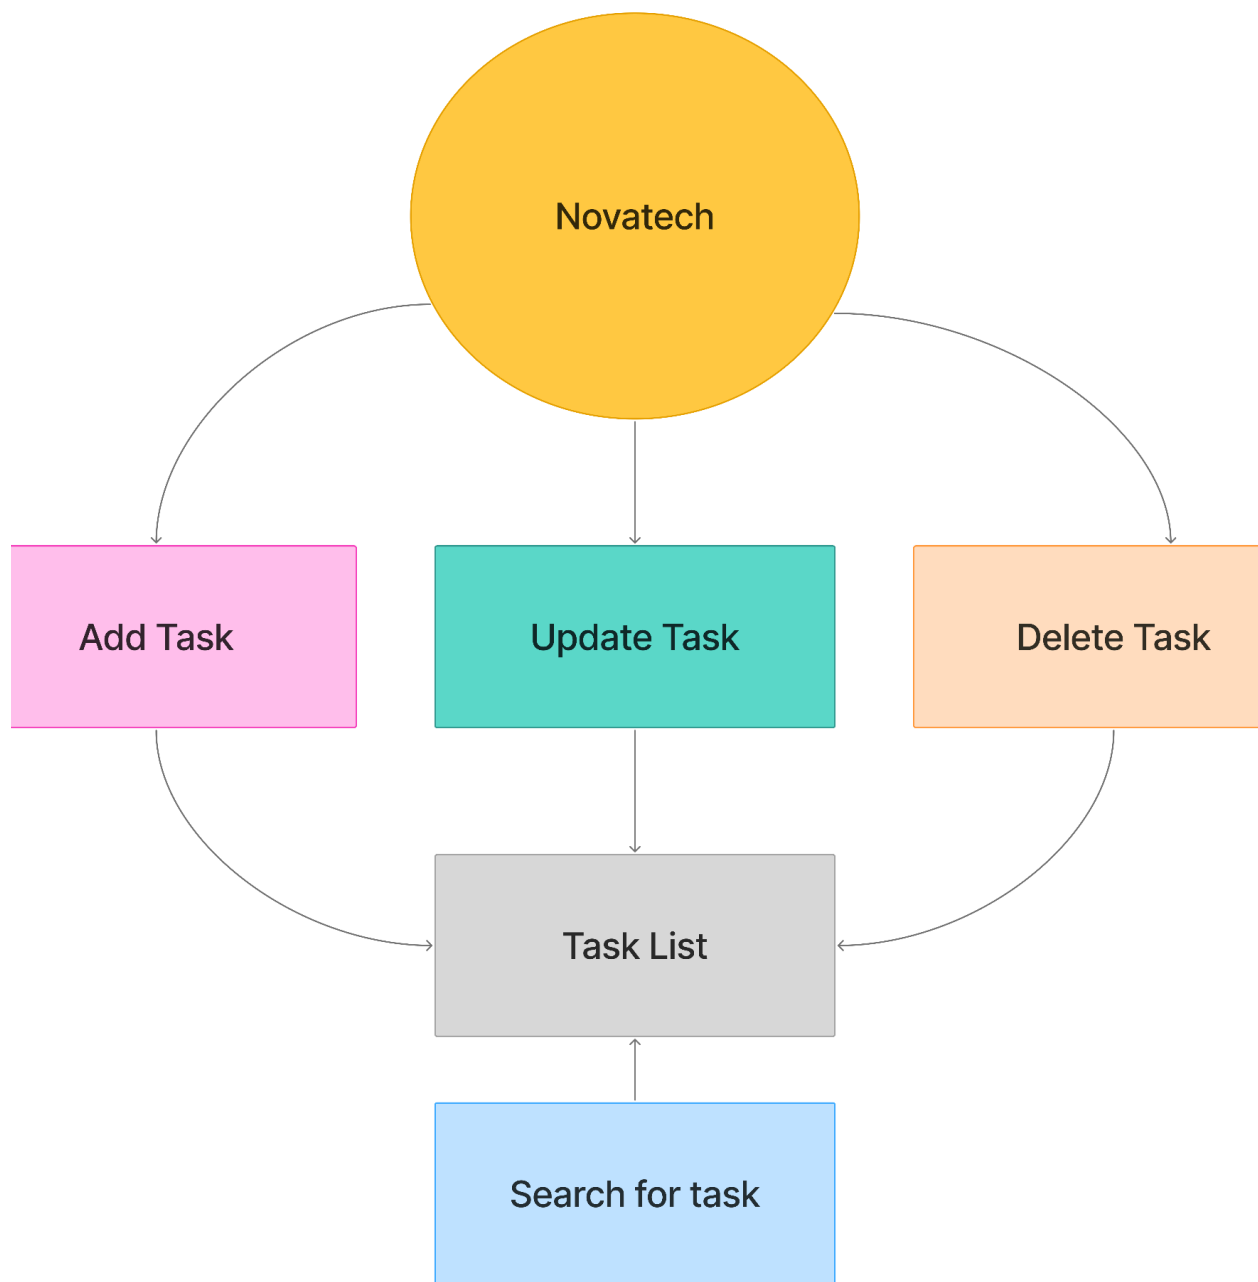 Novatech
Add Task
Update Task
Delete Task
Task List
Search for task